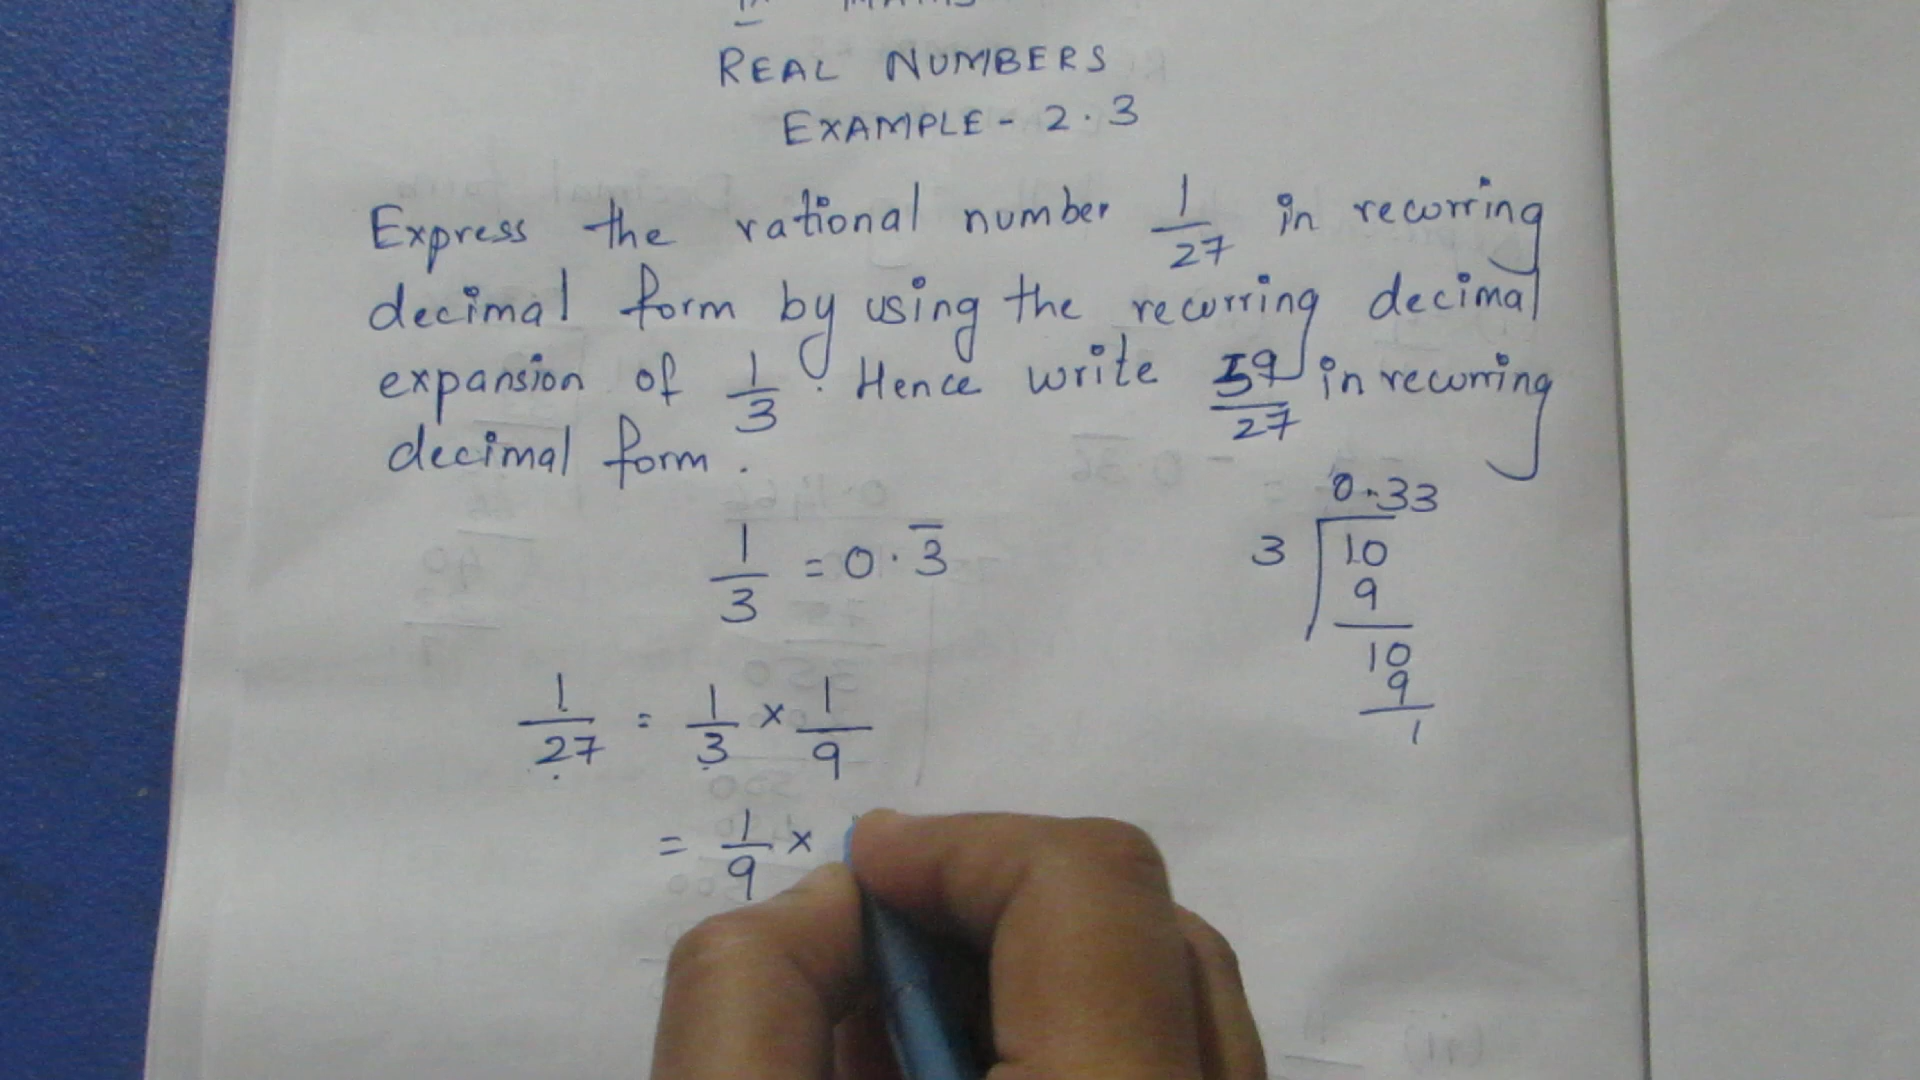 REAL NUMBERS
EXAMPLE - 2.3
Express the rational number 1/27 in recurring
decimal form by using the recurring decimal
expansion of 1/3. Hence write 59/27 in recurring
decimal form.
1/3 = 0.3̅
0.33
3 10
9
10
9
1
1/27 = 1/3 × 1/9
= 1/9 ×